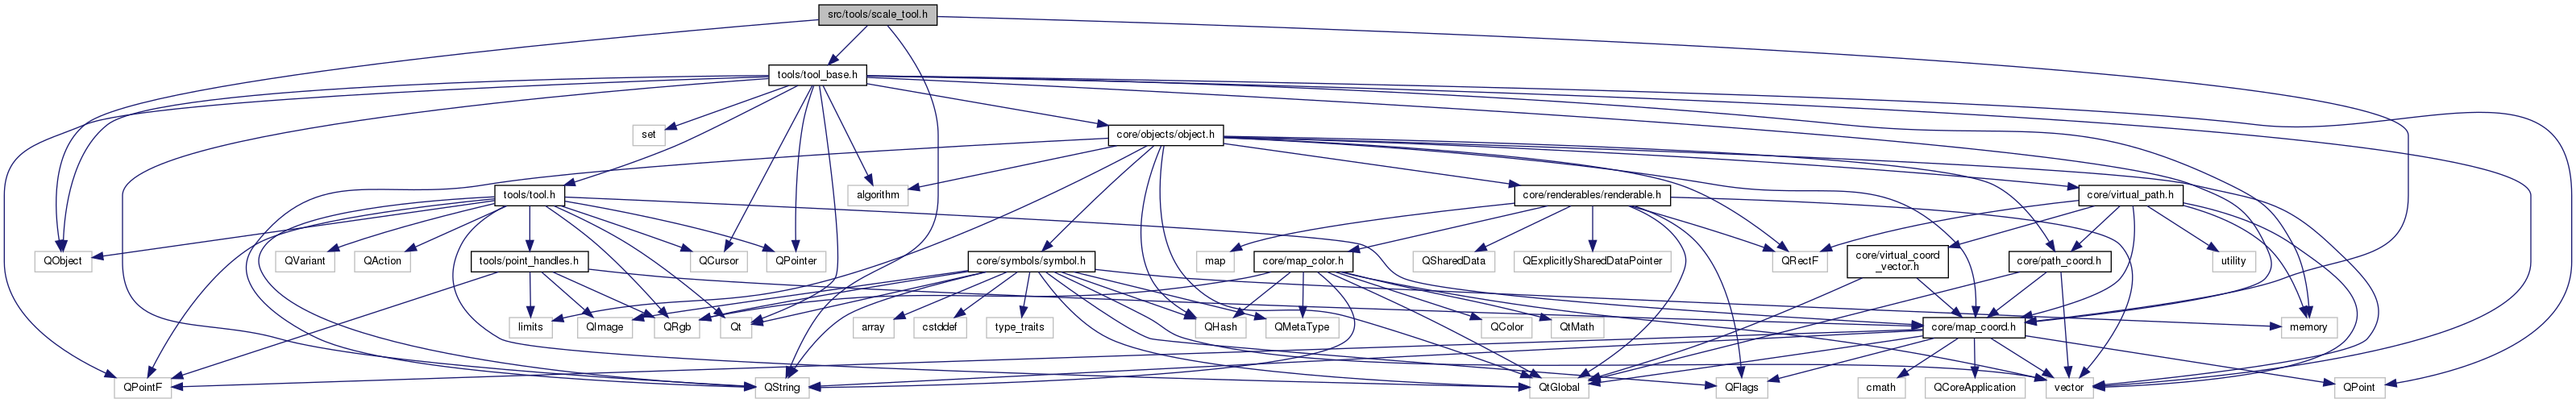 src/tools/scale_tool.h
tools/tool_base.h
set
core/objects/object.h
tools/tool.h
algorithm
core/renderables/renderable.h
core/virtual_path.h
QObject
QVariant
QAction
tools/point_handles.h
QCursor
QPointer
core/symbols/symbol.h
map
QSharedData
QExplicitlySharedDataPointer
core/map_color.h
QRectF
core/virtual_coord
_vector.h
core/path_coord.h
utility
limits
QImage
QRgb
Qt
array
cstddef
type_traits
QHash
QMetaType
QColor
QtMath
core/map_coord.h
memory
QPointF
QString
QtGlobal
QFlags
cmath
QCoreApplication
vector
QPoint